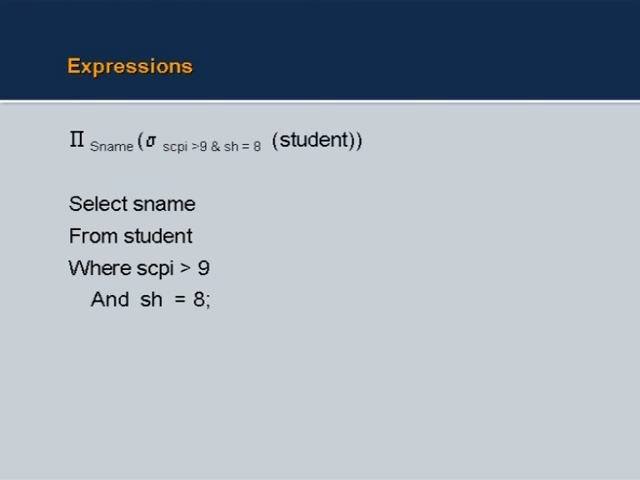 Expressions
Π Sname (σ scpi >9 & sh = 8 (student))
Select sname
From student
Where scpi > 9
And sh = 8;